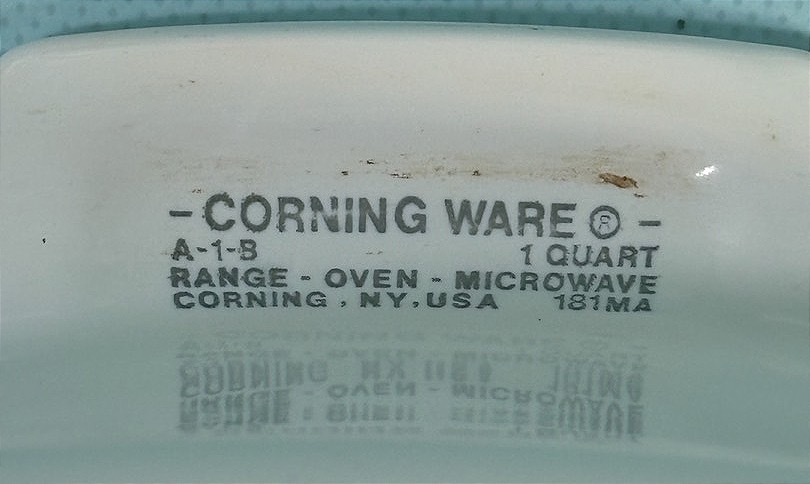 - CORNING WARE ® -
A-1-B 1 QUART
RANGE - OVEN - MICROWAVE
CORNING, NY, USA 181MA